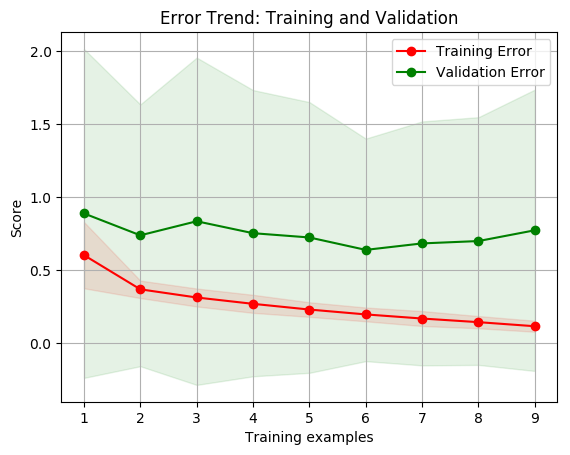 Error Trend: Training and Validation
Training Error
Validation Error
Score
2.0
1.5
1.0
0.5
0.0
1 2 3 4 5 6 7 8 9
Training examples